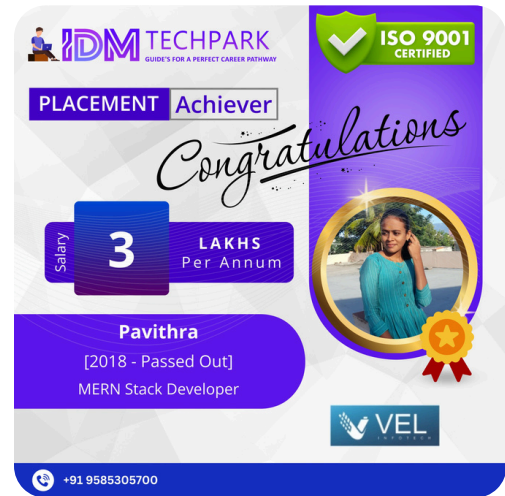 IDM TECHPARK
GUIDE'S FOR A PERFECT CAREER PATHWAY
ISO 9001
CERTIFIED
PLACEMENT Achiever
Congratulations
Salary
3
LAKHS
Per Annum
Pavithra
[2018 - Passed Out]
MERN Stack Developer
VEL
INFOTECH
+91 9585305700